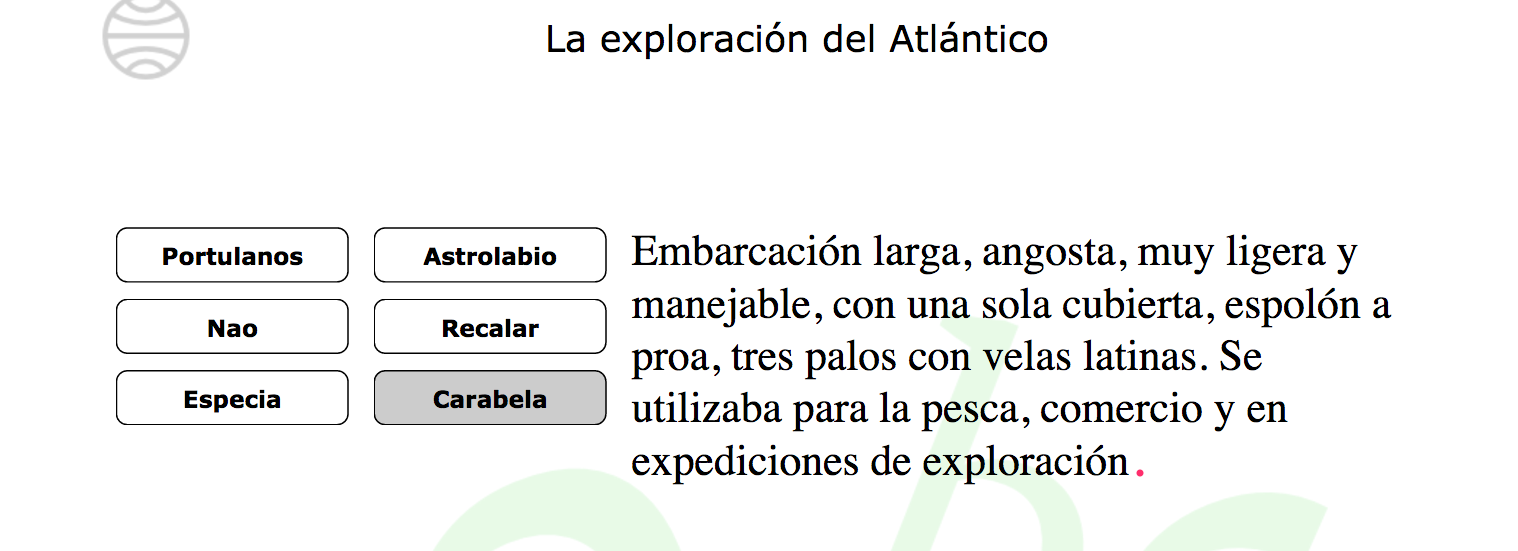 La exploración del Atlántico
Portulanos
Astrolabio
Nao
Recalar
Especia
Carabela
Embarcación larga, angosta, muy ligera y
manejable, con una sola cubierta, espolón a
proa, tres palos con velas latinas. Se
utilizaba para la pesca, comercio y en
expediciones de exploración.